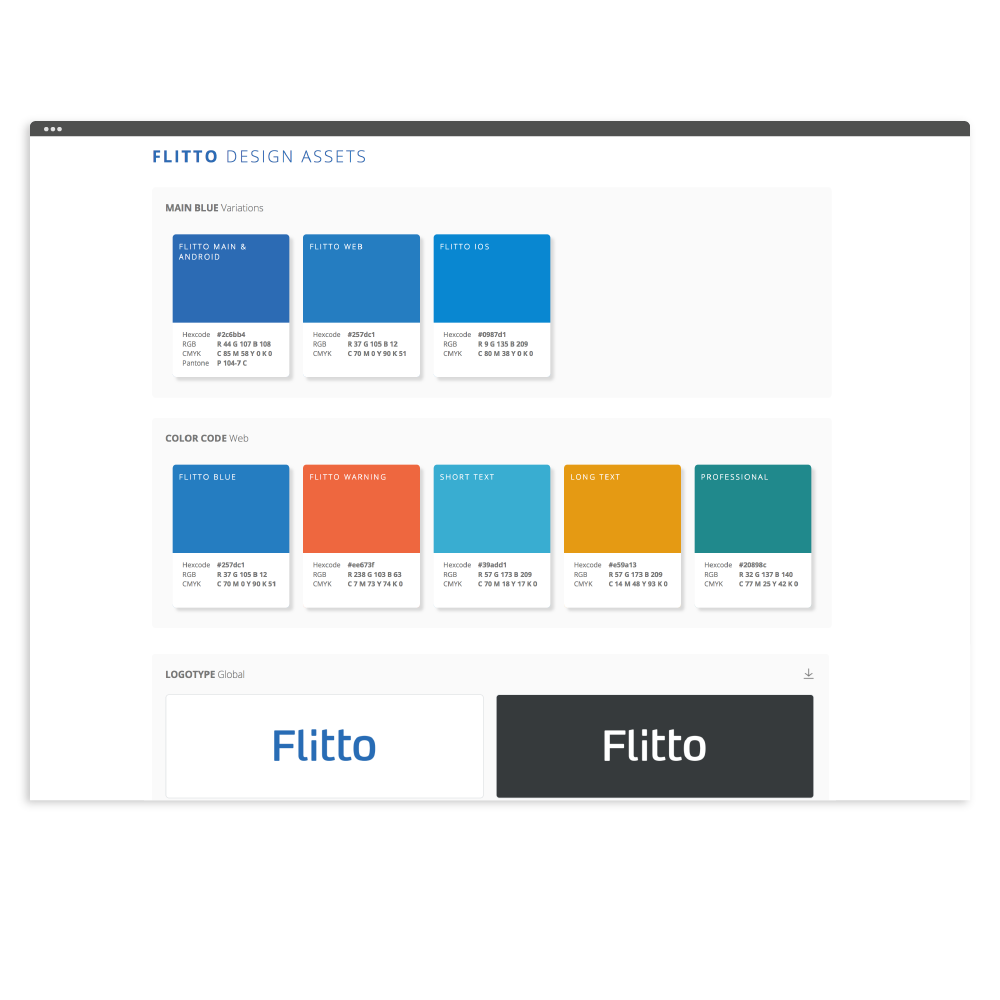 FLITTO DESIGN ASSETS
MAIN BLUE Variations
FLITTO MAIN &
ANDROID
Hexcode #2c6bb4
RGB R 44 G 107 B 108
CMYK C 85 M 58 Y 0 K 0
Pantone P 104-7 C
FLITTO WEB
Hexcode #257dc1
RGB R 37 G 105 B 12
CMYK C 70 M 0 Y 90 K 51
FLITTO IOS
Hexcode #0987d1
RGB R 9 G 135 B 209
CMYK C 80 M 38 Y 0 K 0
COLOR CODE Web
FLITTO BLUE
Hexcode #257dc1
RGB R 37 G 105 B 12
CMYK C 70 M 0 Y 90 K 51
FLITTO WARNING
Hexcode #ee673f
RGB R 238 G 103 B 63
CMYK C 7 M 73 Y 74 K 0
SHORT TEXT
Hexcode #39add1
RGB R 57 G 173 B 209
CMYK C 70 M 18 Y 17 K 0
LONG TEXT
Hexcode #e59a13
RGB R 57 G 173 B 209
CMYK C 14 M 48 Y 93 K 0
PROFESSIONAL
Hexcode #20898c
RGB R 32 G 137 B 140
CMYK C 77 M 25 Y 42 K 0
LOGOTYPE Global
Flitto
Flitto